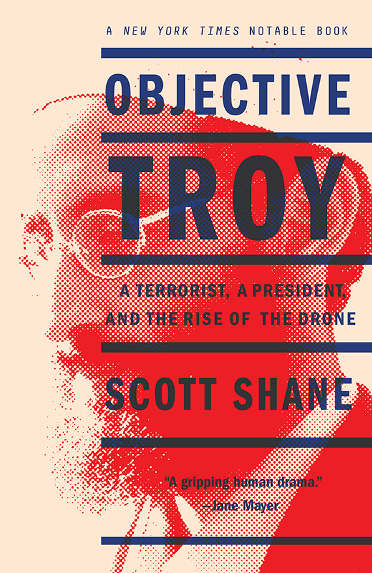 A NEW YORK TIMES NOTABLE BOOK
OBJECTIVE
TROY
A TERRORIST, A PRESIDENT,
AND THE RISE OF THE DRONE
SCOTT SHANE
“A gripping human drama.”
—Jane Mayer